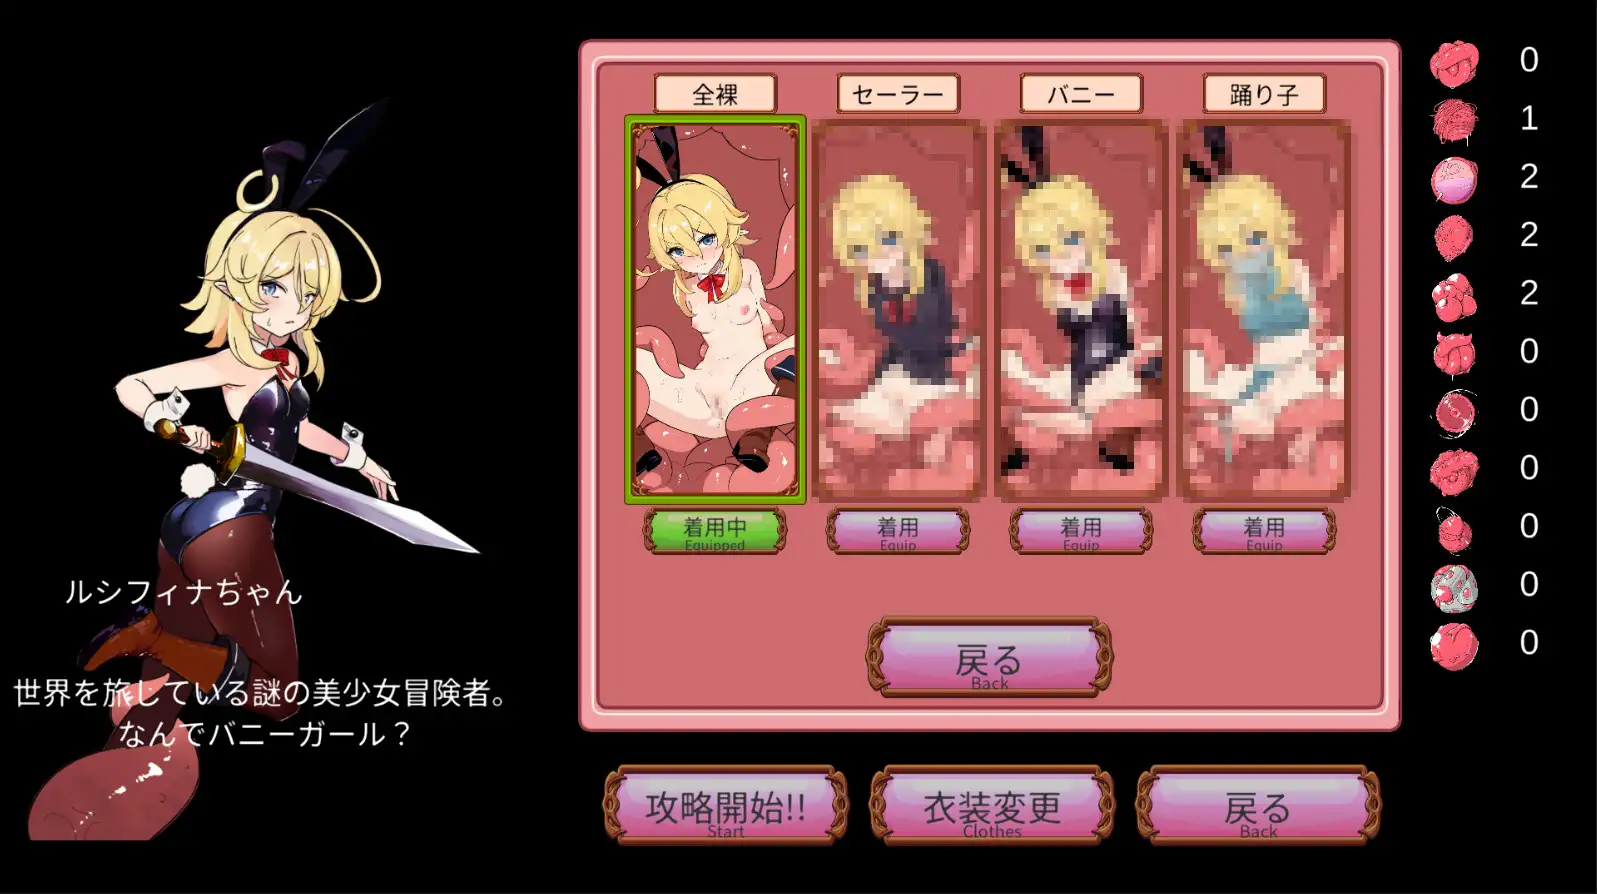 全裸
セーラー
バニー
踊り子
着用中
Equipped
着用
Equip
着用
Equip
着用
Equip
戻る
Back
攻略開始!!
Start
衣装変更
Clothes
戻る
Back
ルシフィナちゃん
世界を旅している謎の美少女冒険者。
なんでバニーガール？
0
1
2
2
2
0
0
0
0
0
0